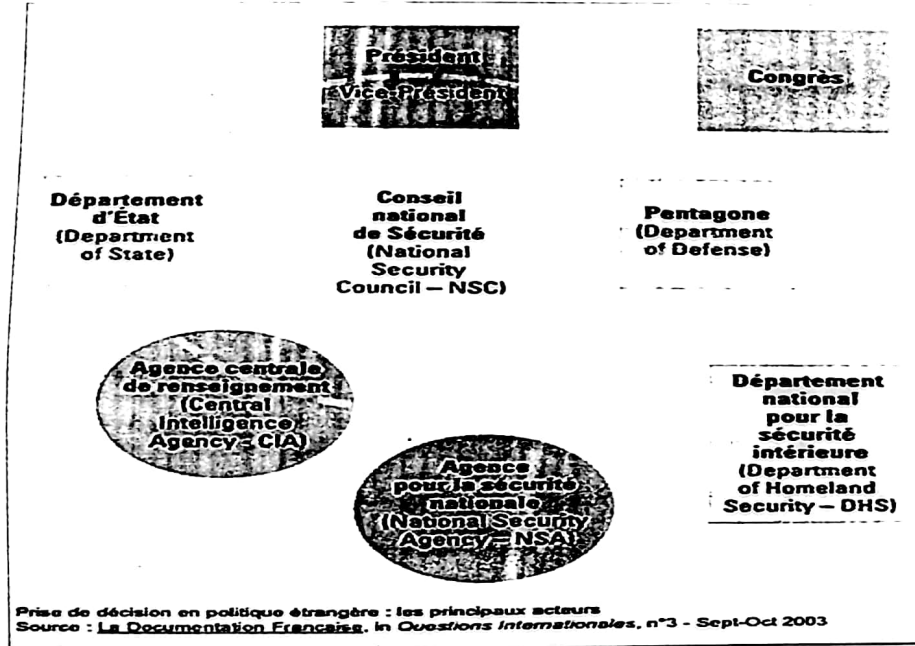 Président
Vice-Président
Congrès
Département
d'État
(Department
of State)
Conseil
national
de Sécurité
(National
Security
Council – NSC)
Pentagone
(Department
of Defense)
Agence centrale
de renseignement
(Central
Intelligence
Agency – CIA)
Agence
pour la sécurité
nationale
(National Security
Agency – NSA)
Département
national
pour la
sécurité
intérieure
(Department
of Homeland
Security – DHS)
Prise de décision en politique étrangère : les principaux acteurs
Source : La Documentation Française, in Questions Internationales, n°3 - Sept-Oct 2003